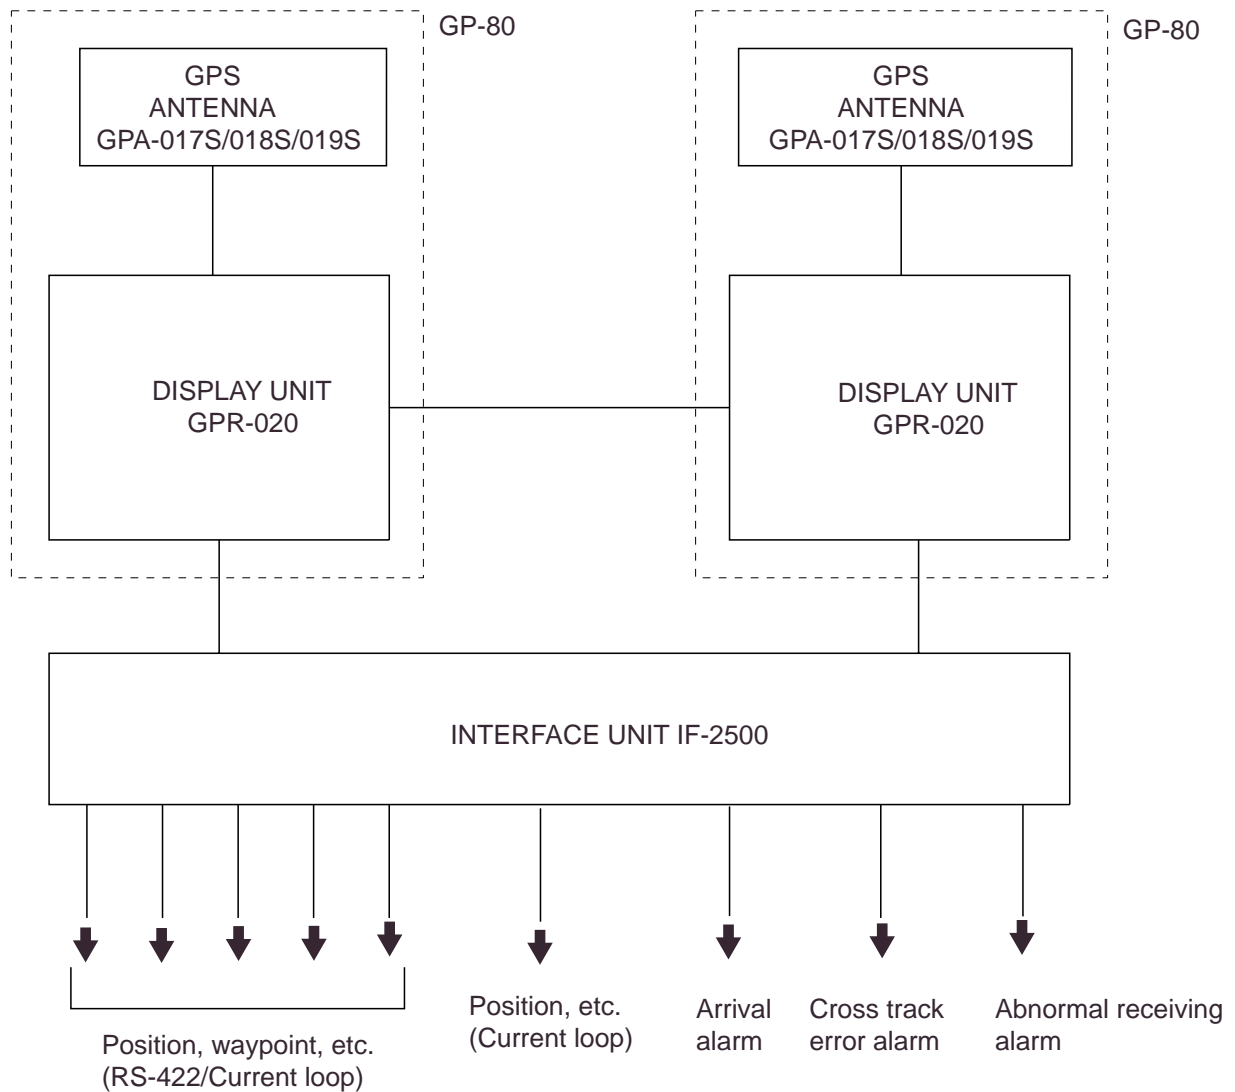 GP-80
GP-80
GPS
ANTENNA
GPA-017S/018S/019S
GPS
ANTENNA
GPA-017S/018S/019S
DISPLAY UNIT
GPR-020
DISPLAY UNIT
GPR-020
INTERFACE UNIT IF-2500
Position, waypoint, etc.
(RS-422/Current loop)
Position, etc.
(Current loop)
Arrival
alarm
Cross track
error alarm
Abnormal receiving
alarm